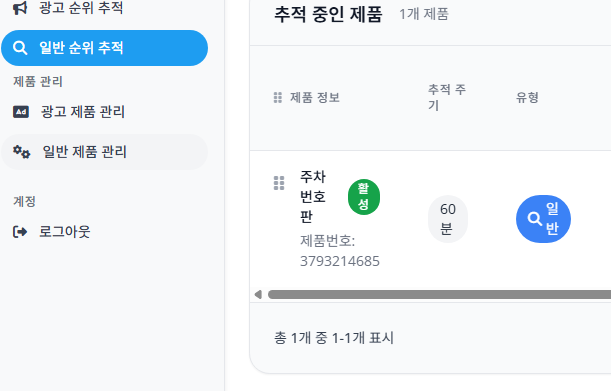 광고 순위 추적
일반 순위 추적
제품 관리
Ad 광고 제품 관리
일반 제품 관리
계정
로그아웃
추적 중인 제품 1개 제품
제품 정보
추적 주
기
유형
주차
번호
판
활
성
제품번호:
3793214685
60
분
일
반
총 1개 중 1-1개 표시